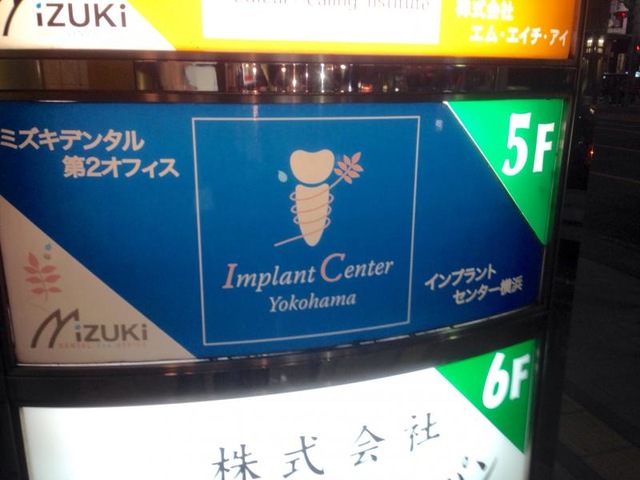 MIZUKI
Institute
株式会社
エム・エイチ・アイ
ミズキデンタル
第2オフィス
5F
Implant Center
Yokohama
インプラント
センター横浜
MIZUKI
6F
株式会社